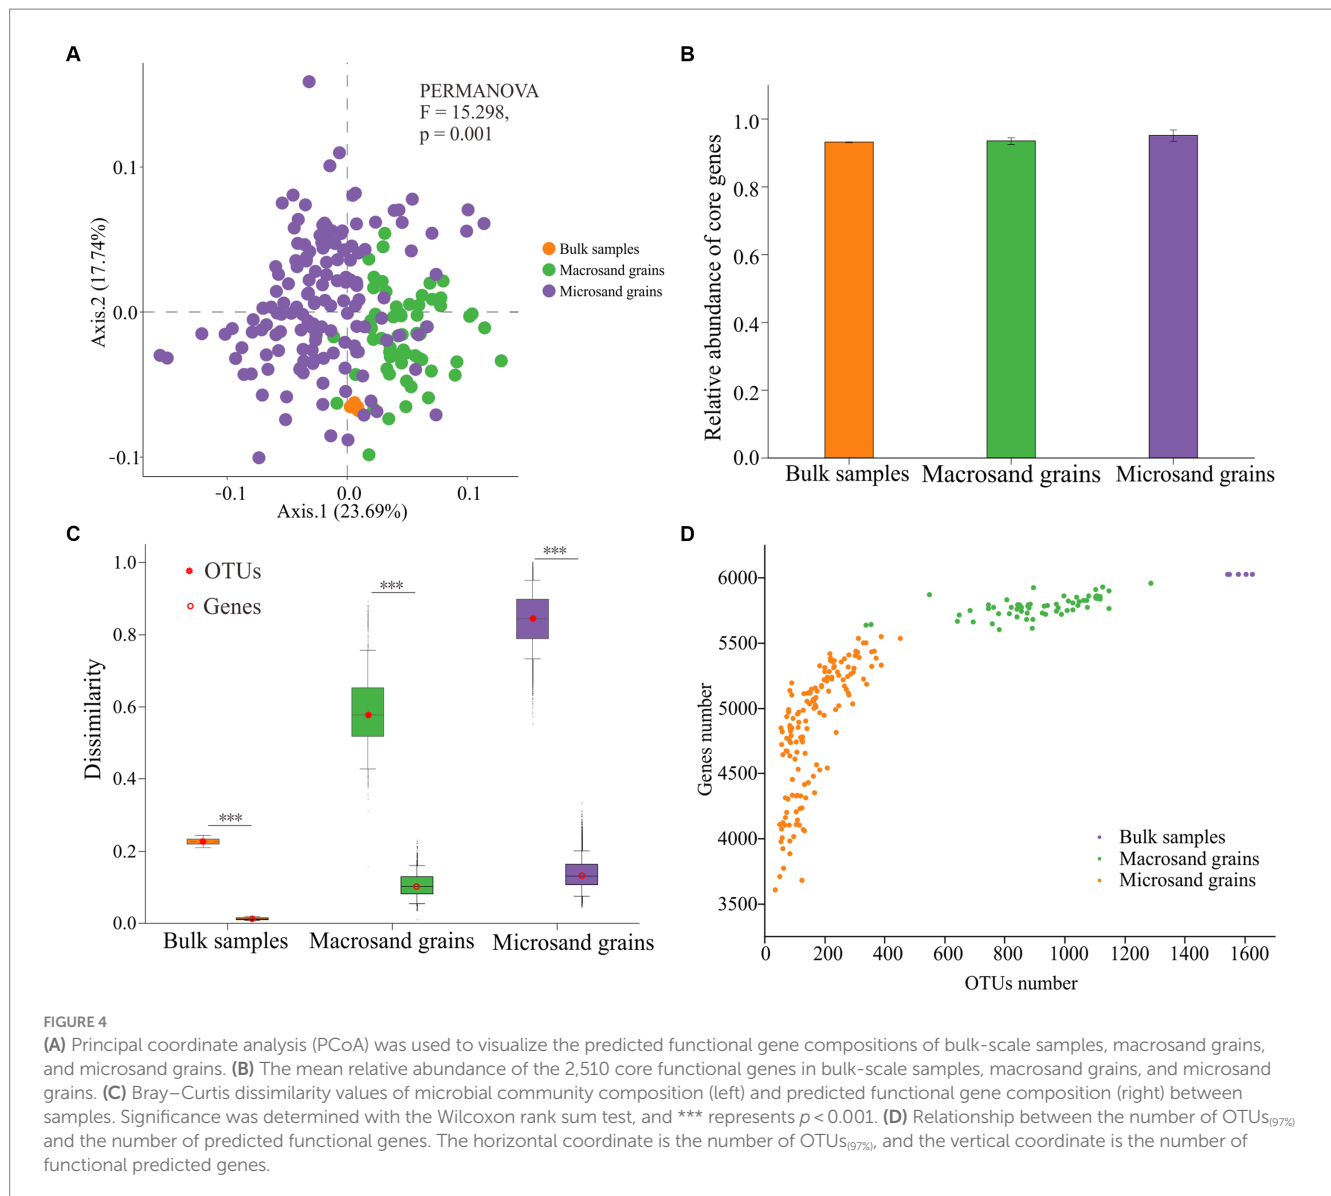 A
PERMANOVA
F = 15.298,
p = 0.001
0.1
0.0
-0.1
Axis.2 (17.74%)
-0.1
0.0
0.1
Axis.1 (23.69%)
Bulk samples
Macrosand grains
Microsand grains
B
1.0
0.8
0.6
0.4
0.2
0.0
Relative abundance of core genes
Bulk samples
Macrosand grains
Microsand grains
C
OTUs
Genes
***
***
***
1.0
0.8
0.6
0.4
0.2
0.0
Dissimilarity
Bulk samples
Macrosand grains
Microsand grains
D
6000
5500
5000
4500
4000
3500
Genes number
Bulk samples
Macrosand grains
Microsand grains
0 200 400 600 800 1000 1200 1400 1600
OTUs number
FIGURE 4
(A) Principal coordinate analysis (PCoA) was used to visualize the predicted functional gene compositions of bulk-scale samples, macrosand grains,
and microsand grains. (B) The mean relative abundance of the 2,510 core functional genes in bulk-scale samples, macrosand grains, and microsand
grains. (C) Bray–Curtis dissimilarity values of microbial community composition (left) and predicted functional gene composition (right) between
samples. Significance was determined with the Wilcoxon rank sum test, and *** represents p < 0.001. (D) Relationship between the number of OTUs(97%)
and the number of predicted functional genes. The horizontal coordinate is the number of OTUs(97%), and the vertical coordinate is the number of
functional predicted genes.